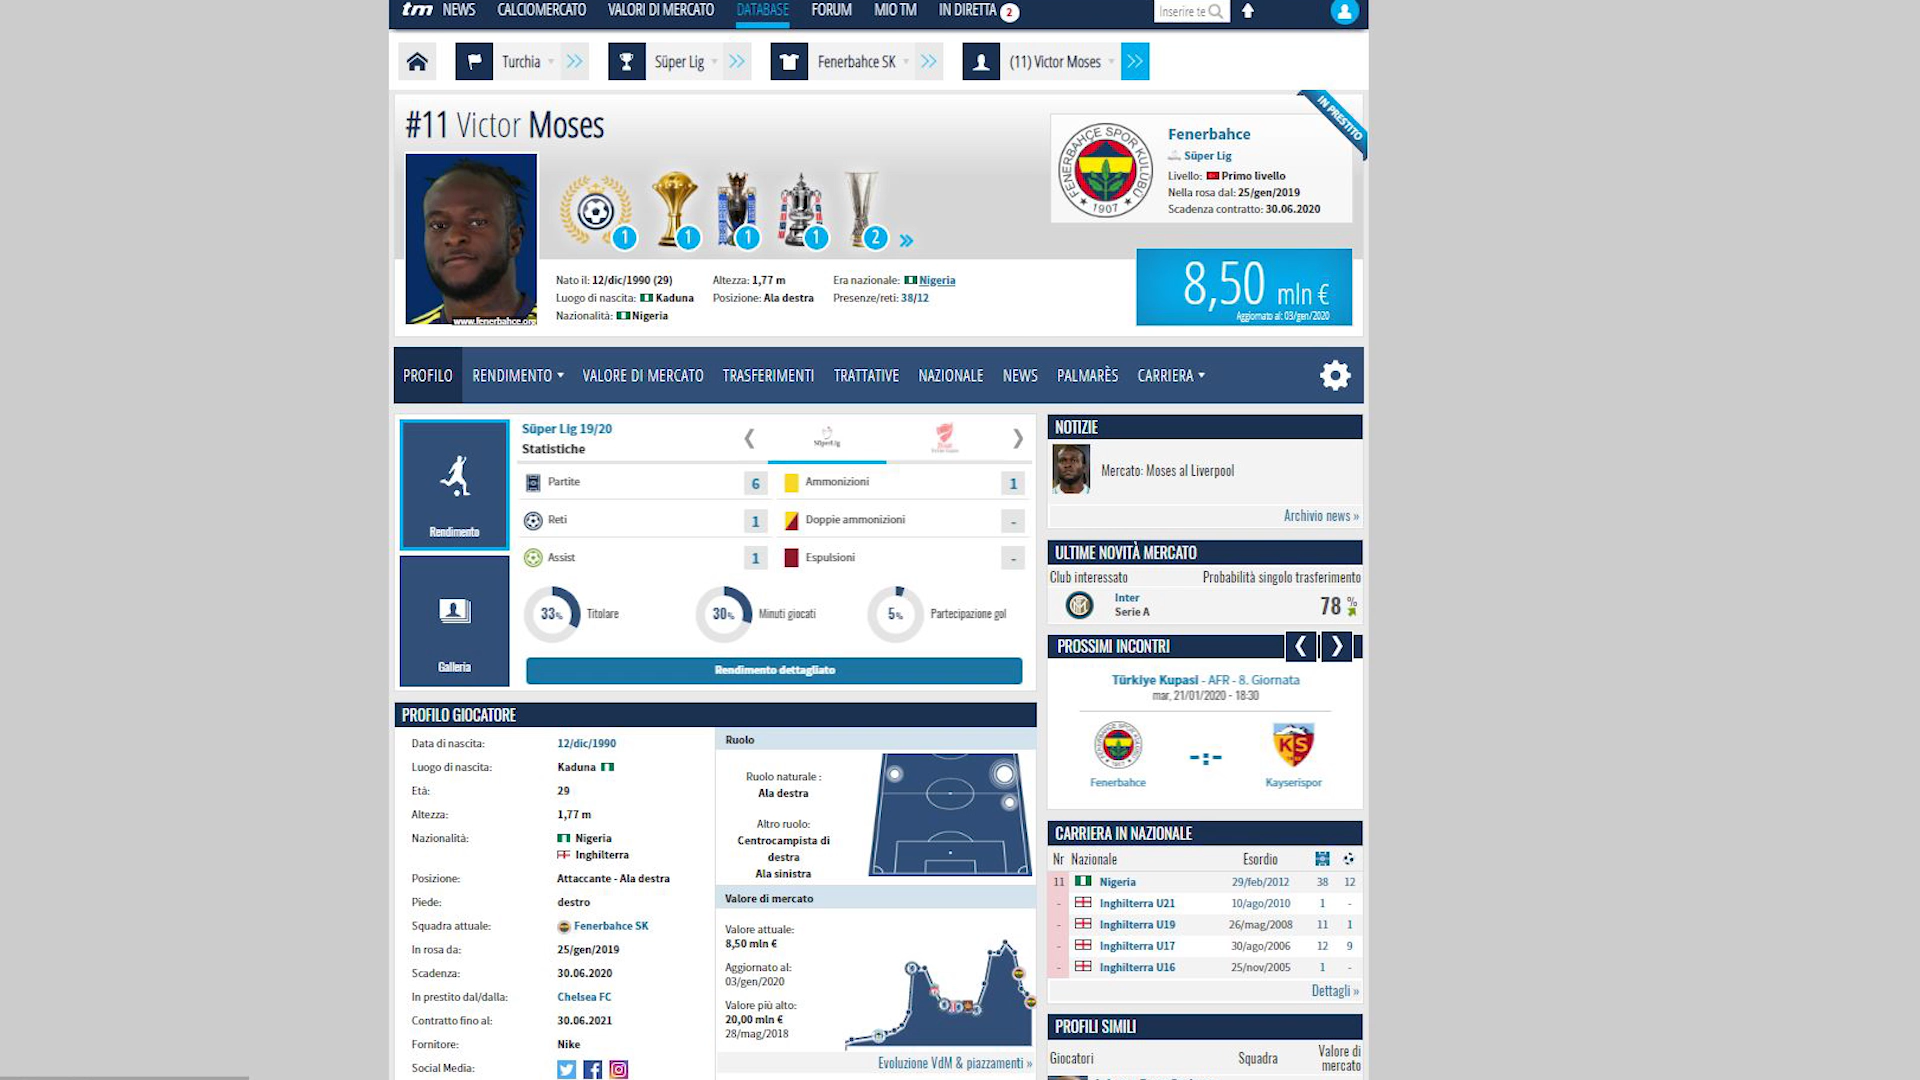 tm NEWS CALCIOMERCATO VALORI DI MERCATO DATABASE FORUM MIO TM IN DIRETTA 2 Inserire te
Turchia Süper Lig Fenerbahce SK (11) Victor Moses
IN PRESTITO
#11 Victor Moses
FENERBAHÇE SPOR KULÜBÜ
1907
Fenerbahce
Süper Lig
Livello: Primo livello
Nella rosa dal: 25/gen/2019
Scadenza contratto: 30.06.2020
1 1 1 1 2 »
www.fenerbahce.org
Nato il: 12/dic/1990 (29) Altezza: 1,77 m Era nazionale: Nigeria
Luogo di nascita: Kaduna Posizione: Ala destra Presenze/reti: 38/12
Nazionalità: Nigeria
8,50 mln €
Aggiornato al: 03/gen/2020
PROFILO RENDIMENTO VALORE DI MERCATO TRASFERIMENTI TRATTATIVE NAZIONALE NEWS PALMARÈS CARRIERA
Rendimento
Galleria
Süper Lig 19/20
Statistiche
SüperLig
Partite 6 Ammonizioni 1
Reti 1 Doppie ammonizioni -
Assist 1 Espulsioni -
33% Titolare 30% Minuti giocati 5% Partecipazione gol
Rendimento dettagliato
NOTIZIE
Mercato: Moses al Liverpool
Archivio news »
ULTIME NOVITÀ MERCATO
Club interessato Probabilità singolo trasferimento
Inter
Serie A
78 %
PROSSIMI INCONTRI
Türkiye Kupasi - AFR - 8. Giornata
mar, 21/01/2020 - 18:30
KS
-:-
Fenerbahce Kayserispor
PROFILO GIOCATORE
Data di nascita: 12/dic/1990
Luogo di nascita: Kaduna
Età: 29
Altezza: 1,77 m
Nazionalità: Nigeria
Inghilterra
Posizione: Attaccante - Ala destra
Piede: destro
Squadra attuale: Fenerbahce SK
In rosa da: 25/gen/2019
Scadenza: 30.06.2020
In prestito dal/dalla: Chelsea FC
Contratto fino al: 30.06.2021
Fornitore: Nike
Social Media:
Ruolo
Ruolo naturale :
Ala destra
Altro ruolo:
Centrocampista di
destra
Ala sinistra
Valore di mercato
Valore attuale:
8,50 mln €
Aggiornato al:
03/gen/2020
Valore più alto:
20,00 mln €
28/mag/2018
Evoluzione VdM & piazzamenti »
CARRIERA IN NAZIONALE
Nr Nazionale Esordio
11 Nigeria 29/feb/2012 38 12
- Inghilterra U21 10/ago/2010 1 -
- Inghilterra U19 26/mag/2008 11 1
- Inghilterra U17 30/ago/2006 12 9
- Inghilterra U16 25/nov/2005 1 -
Dettagli »
PROFILI SIMILI
Giocatori Squadra Valore di
mercato